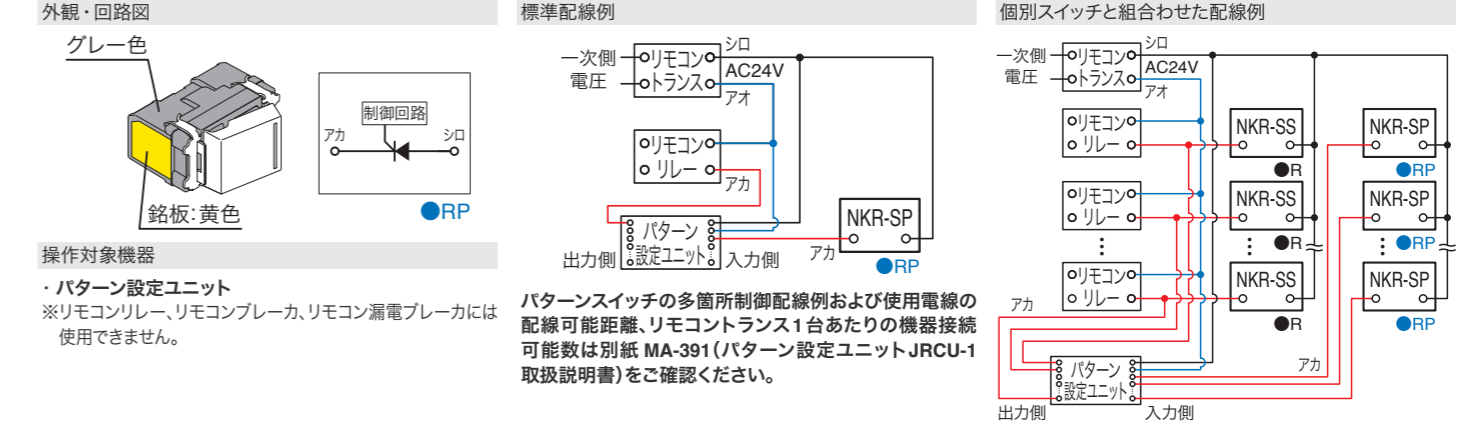 外観・回路図
グレー色
銘板：黄色
制御回路
アカ
シロ
RP
操作対象機器
・パターン設定ユニット
※リモコンリレー、リモコンブレーカ、リモコン漏電ブレーカには
使用できません。
標準配線例
一次側
電圧
リモコン
トランス
シロ
AC24V
アオ
リモコン
リレー
アカ
パターン
設定ユニット
出力側
入力側
アカ
NKR-SP
RP
パターンスイッチの多箇所制御配線例および使用電線の
配線可能距離、リモコントランス1台あたりの機器接続
可能数は別紙 MA-391（パターン設定ユニットJRCU-1
取扱説明書）をご確認ください。
個別スイッチと組合わせた配線例
一次側
電圧
リモコン
トランス
シロ
AC24V
アオ
リモコン
リレー
NKR-SS
R
NKR-SP
RP
リモコン
リレー
NKR-SS
R
NKR-SP
RP
リモコン
リレー
NKR-SS
R
NKR-SP
RP
アカ
アカ
パターン
設定ユニット
出力側
入力側